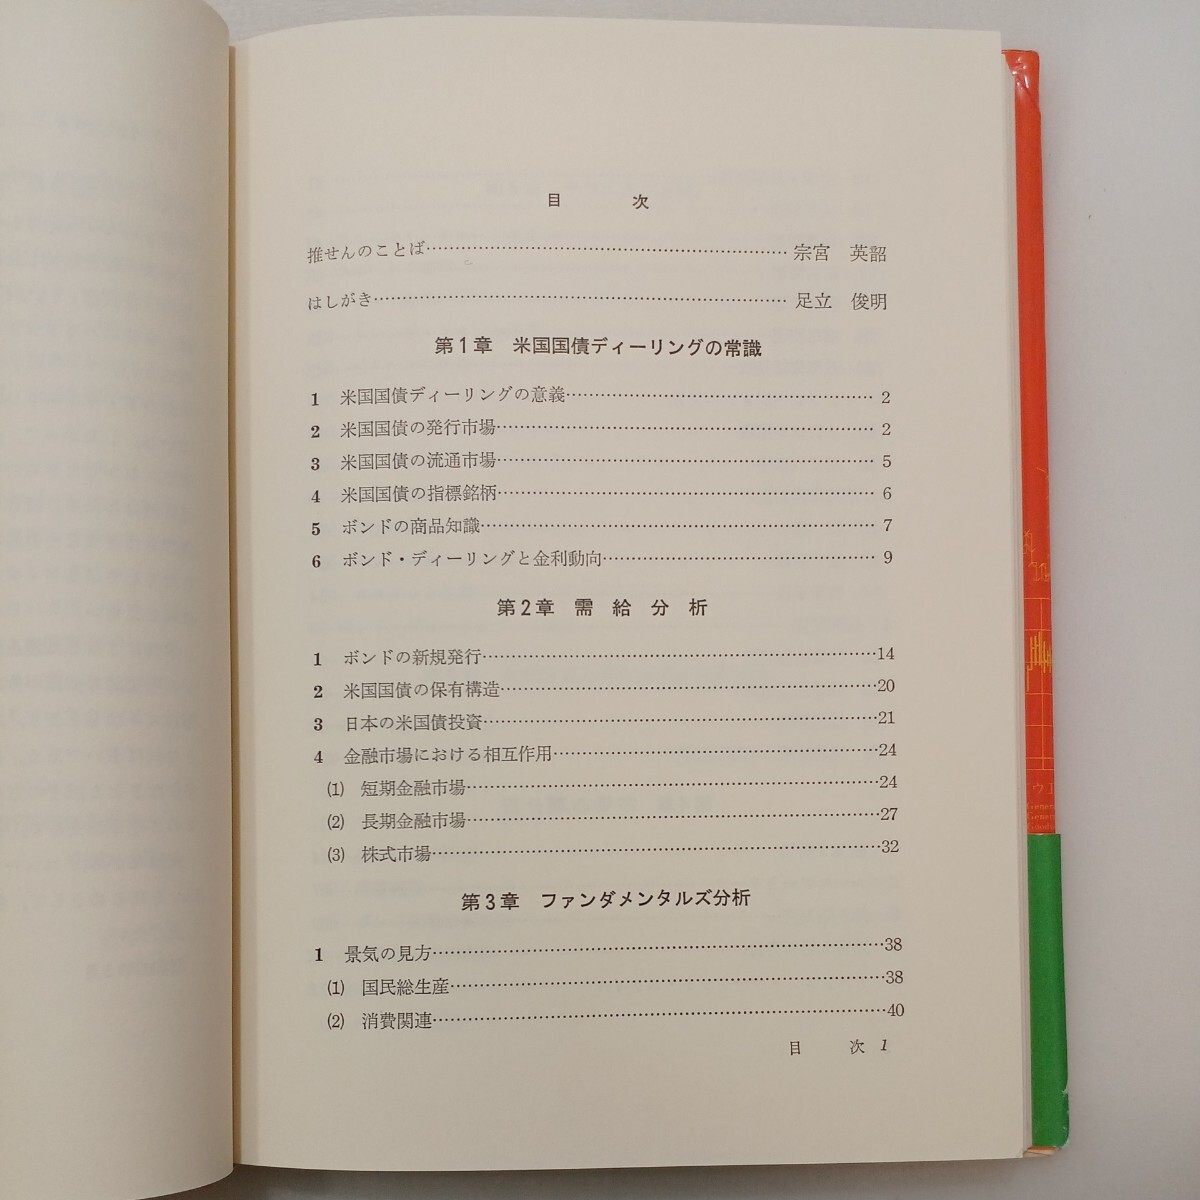 目 次
推せんのことば……宗宮 英韶
はしがき……足立 俊明
第1章 米国国債ディーリングの常識
1 米国国債ディーリングの意義……2
2 米国国債の発行市場……2
3 米国国債の流通市場……5
4 米国国債の指標銘柄……6
5 ボンドの商品知識……7
6 ボンド・ディーリングと金利動向……9
第2章 需給分析
1 ボンドの新規発行……14
2 米国国債の保有構造……20
3 日本の米国債投資……21
4 金融市場における相互作用……24
(1) 短期金融市場……24
(2) 長期金融市場……27
(3) 株式市場……32
第3章 ファンダメンタルズ分析
1 景気の見方……38
(1) 国民総生産……38
(2) 消費関連……40
目 次 1